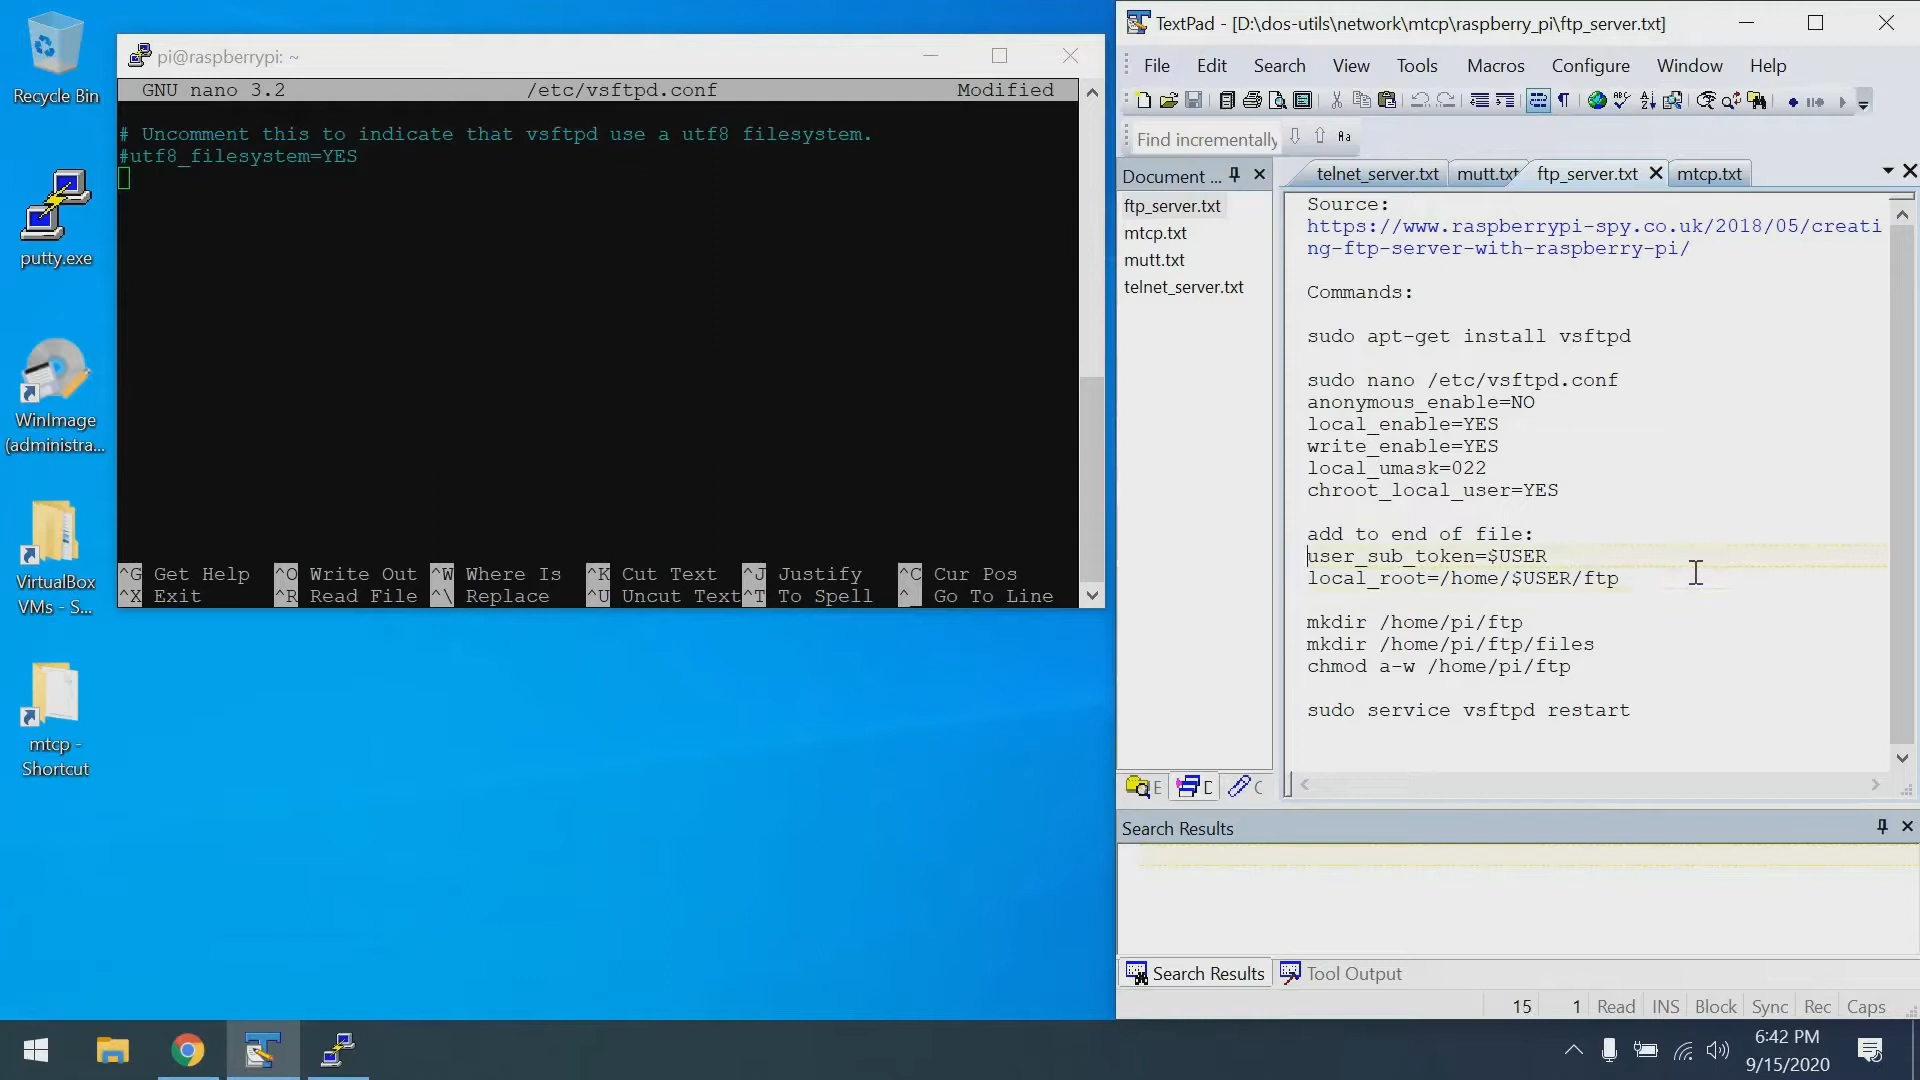 Recycle Bin
putty.exe
WinImage
(administra...
VirtualBox
VMs - S...
mtcp -
Shortcut
pi@raspberrypi: ~
GNU nano 3.2 /etc/vsftpd.conf Modified
# Uncomment this to indicate that vsftpd use a utf8 filesystem.
#utf8_filesystem=YES
^G Get Help ^O Write Out ^W Where Is ^K Cut Text ^J Justify ^C Cur Pos
^X Exit ^R Read File ^\ Replace ^U Uncut Text ^T To Spell ^_ Go To Line
TextPad - [D:\dos-utils\network\mtcp\raspberry_pi\ftp_server.txt]
File Edit Search View Tools Macros Configure Window Help
Find incrementally
Document ...
ftp_server.txt
mtcp.txt
mutt.txt
telnet_server.txt
telnet_server.txt mutt.txt ftp_server.txt mtcp.txt
Source:
https://www.raspberrypi-spy.co.uk/2018/05/creati
ng-ftp-server-with-raspberry-pi/
Commands:
sudo apt-get install vsftpd
sudo nano /etc/vsftpd.conf
anonymous_enable=NO
local_enable=YES
write_enable=YES
local_umask=022
chroot_local_user=YES
add to end of file:
user_sub_token=$USER
local_root=/home/$USER/ftp
mkdir /home/pi/ftp
mkdir /home/pi/ftp/files
chmod a-w /home/pi/ftp
sudo service vsftpd restart
Search Results
Search Results Tool Output
15 1 Read INS Block Sync Rec Caps
6:42 PM
9/15/2020